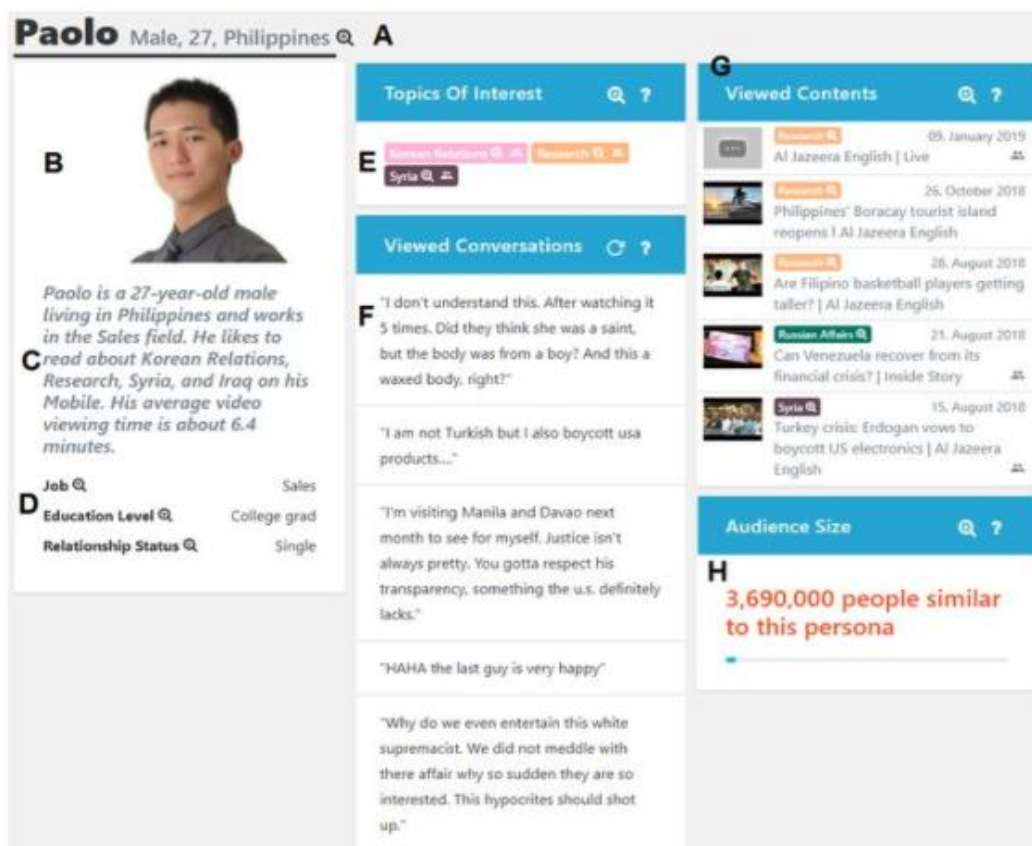 Paolo Male, 27, Philippines A
B
Paolo is a 27-year-old male
living in Philippines and works
in the Sales field. He likes to
C read about Korean Relations,
Research, Syria, and Iraq on his
Mobile. His average video
viewing time is about 6.4
minutes.
Job Sales
D Education Level College grad
Relationship Status Single
Topics Of Interest ?
E Korean Relations Research
Syria
Viewed Conversations ?
"I don't understand this. After watching it
F 5 times. Did they think she was a saint,
but the body was from a boy? And this a
waxed body, right?"
"I am not Turkish but I also boycott usa
products...."
"I'm visiting Manila and Davao next
month to see for myself. Justice isn't
always pretty. You gotta respect his
transparency, something the u.s. definitely
lacks."
"HAHA the last guy is very happy"
"Why do we even entertain this white
supremacist. We did not meddle with
there affair why so sudden they are so
interested. This hypocrites should shot
up."
G
Viewed Contents ?
Research 09. January 2019
Al Jazeera English | Live
Research 26. October 2018
Philippines' Boracay tourist island
reopens I Al Jazeera English
Research 28. August 2018
Are Filipino basketball players getting
taller? | Al Jazeera English
Russian Affairs 21. August 2018
Can Venezuela recover from its
financial crisis? | Inside Story
Syria 15. August 2018
Turkey crisis: Erdogan vows to
boycott US electronics | Al Jazeera
English
Audience Size ?
H
3,690,000 people similar
to this persona